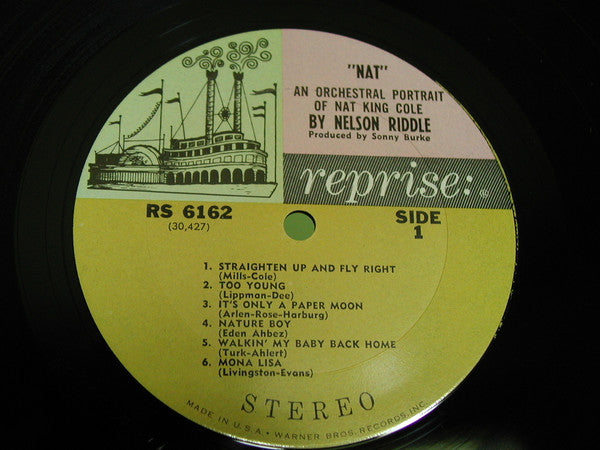 "NAT"
AN ORCHESTRAL PORTRAIT
OF NAT KING COLE
BY NELSON RIDDLE
Produced by Sonny Burke
reprise:®
RS 6162
(30,427)
SIDE
1
1. STRAIGHTEN UP AND FLY RIGHT
(Mills-Cole)
2. TOO YOUNG
(Lippman-Dee)
3. IT'S ONLY A PAPER MOON
(Arlen-Rose-Harburg)
4. NATURE BOY
(Eden Ahbez)
5. WALKIN' MY BABY BACK HOME
(Turk-Ahlert)
6. MONA LISA
(Livingston-Evans)
STEREO
MADE IN U.S.A. • WARNER BROS. RECORDS INC.